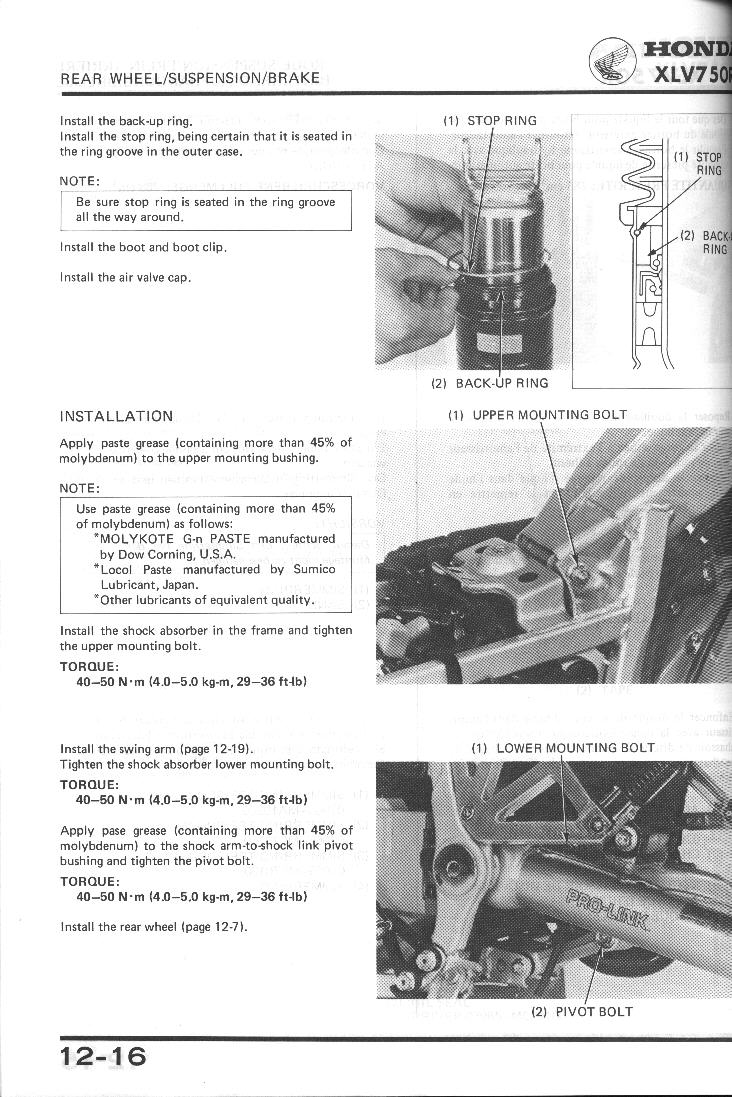 REAR WHEEL/SUSPENSION/BRAKE
HONDA
XLV750R
Install the back-up ring.
Install the stop ring, being certain that it is seated in
the ring groove in the outer case.
NOTE:
Be sure stop ring is seated in the ring groove
all the way around.
Install the boot and boot clip.
Install the air valve cap.
(1) STOP RING
(2) BACK-UP RING
(1) STOP
RING
(2) BACK-
RING
INSTALLATION
Apply paste grease (containing more than 45% of
molybdenum) to the upper mounting bushing.
NOTE:
Use paste grease (containing more than 45%
of molybdenum) as follows:
*MOLYKOTE G-n PASTE manufactured
by Dow Corning, U.S.A.
*Locol Paste manufactured by Sumico
Lubricant, Japan.
*Other lubricants of equivalent quality.
Install the shock absorber in the frame and tighten
the upper mounting bolt.
TORQUE:
40–50 N·m (4.0–5.0 kg-m, 29–36 ft-lb)
(1) UPPER MOUNTING BOLT
Install the swing arm (page 12-19).
Tighten the shock absorber lower mounting bolt.
TORQUE:
40–50 N·m (4.0–5.0 kg-m, 29–36 ft-lb)
Apply pase grease (containing more than 45% of
molybdenum) to the shock arm-to-shock link pivot
bushing and tighten the pivot bolt.
TORQUE:
40–50 N·m (4.0–5.0 kg-m, 29–36 ft-lb)
Install the rear wheel (page 12-7).
(1) LOWER MOUNTING BOLT
PRO-LINK
(2) PIVOT BOLT
12-16